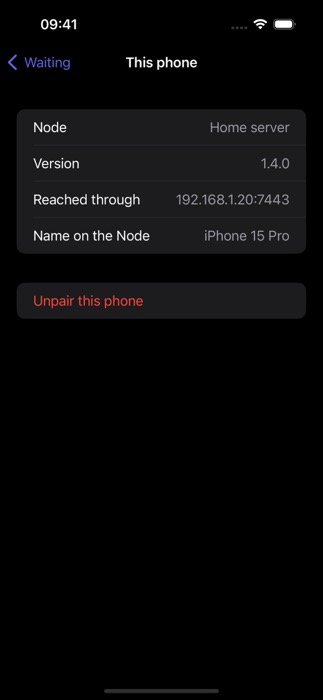 09:41
Waiting
This phone
Node Home server
Version 1.4.0
Reached through 192.168.1.20:7443
Name on the Node iPhone 15 Pro
Unpair this phone